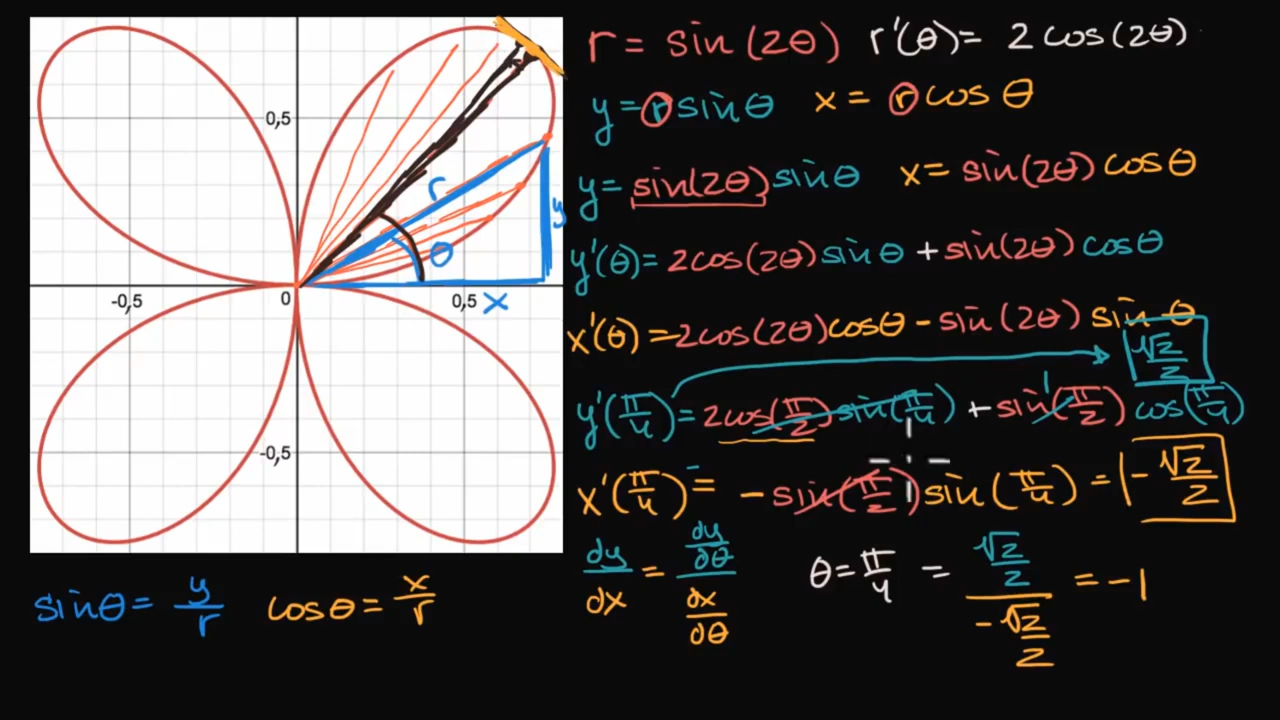 r = sin(2θ) r'(θ) = 2cos(2θ)
y = r sinθ x = r cosθ
y = sin(2θ) sinθ x = sin(2θ) cosθ
y'(θ) = 2cos(2θ) sinθ + sin(2θ) cosθ
x'(θ) = 2cos(2θ) cosθ - sin(2θ) sinθ
√2/2
y'(π/4) = 2cos(π/2) sin(π/4) + sin(π/2) cos(π/4)
1
x'(π/4) = - sin(π/2) sin(π/4) = -√2/2
dy/dx = dy/dθ / dx/dθ θ = π/4 = √2/2 / -√2/2 = -1
0,5
r
y
θ
-0,5 0 0,5
x
-0,5
sinθ = y/r cosθ = x/r